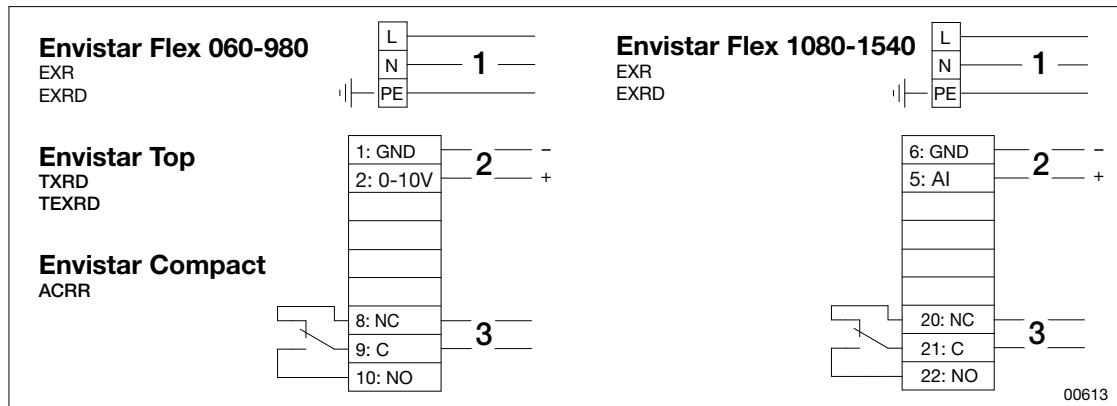 Envistar Flex 060-980
EXR
EXRD
L
N
PE
1
Envistar Top
TXRD
TEXRD
Envistar Compact
ACRR
1: GND
2: 0-10V
2
–
+
8: NC
9: C
10: NO
3
Envistar Flex 1080-1540
EXR
EXRD
L
N
PE
1
6: GND
5: AI
2
–
+
20: NC
21: C
22: NO
3
00613